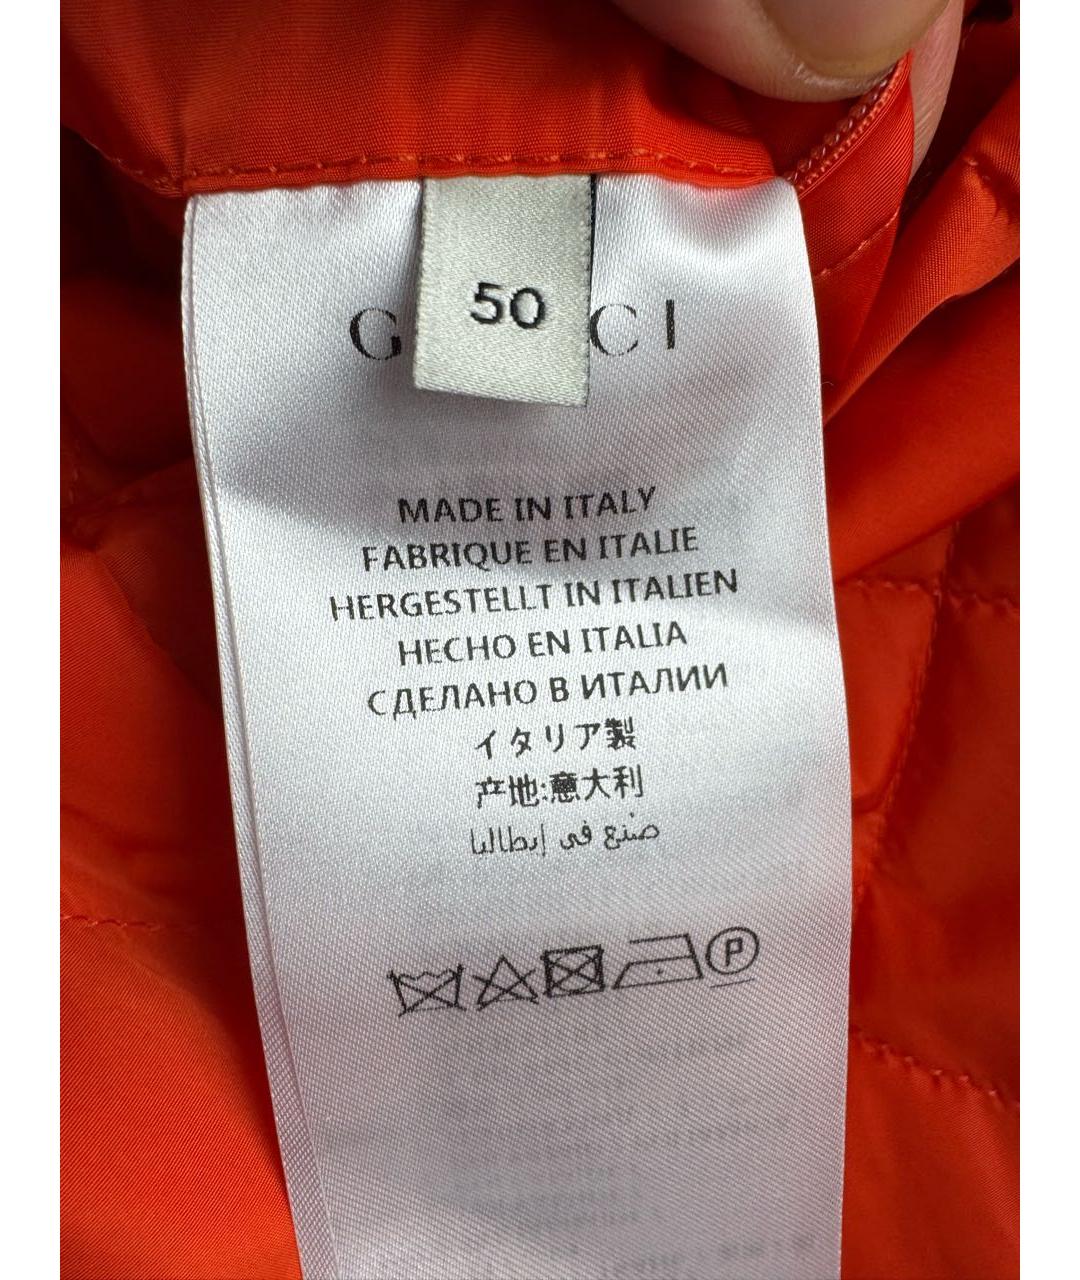 50
G CI
MADE IN ITALY
FABRIQUE EN ITALIE
HERGESTELLT IN ITALIEN
HECHO EN ITALIA
СДЕЛАНО В ИТАЛИИ
イタリア製
产地:意大利
صنع في إيطاليا
P